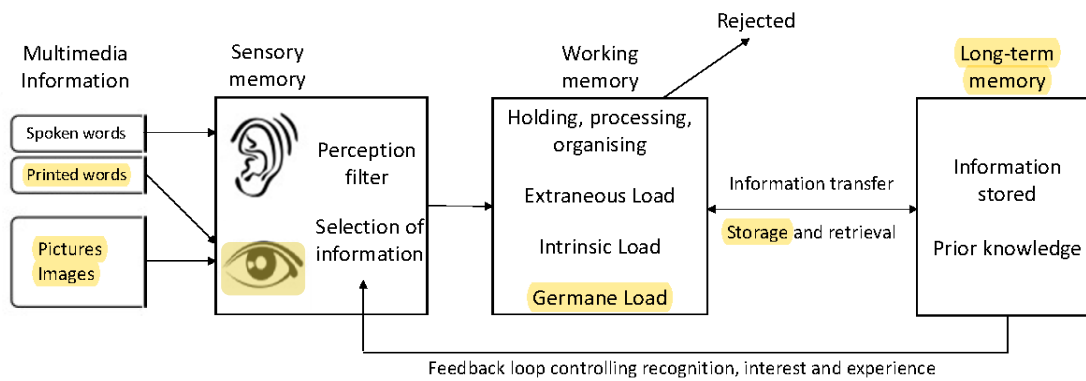 Multimedia
Information
Spoken words
Printed words
Pictures
Images
Sensory
memory
Perception
filter
Selection of
information
Working
memory
Rejected
Holding, processing,
organising
Extraneous Load
Intrinsic Load
Germane Load
Information transfer
Storage and retrieval
Long-term
memory
Information
stored
Prior knowledge
Feedback loop controlling recognition, interest and experience